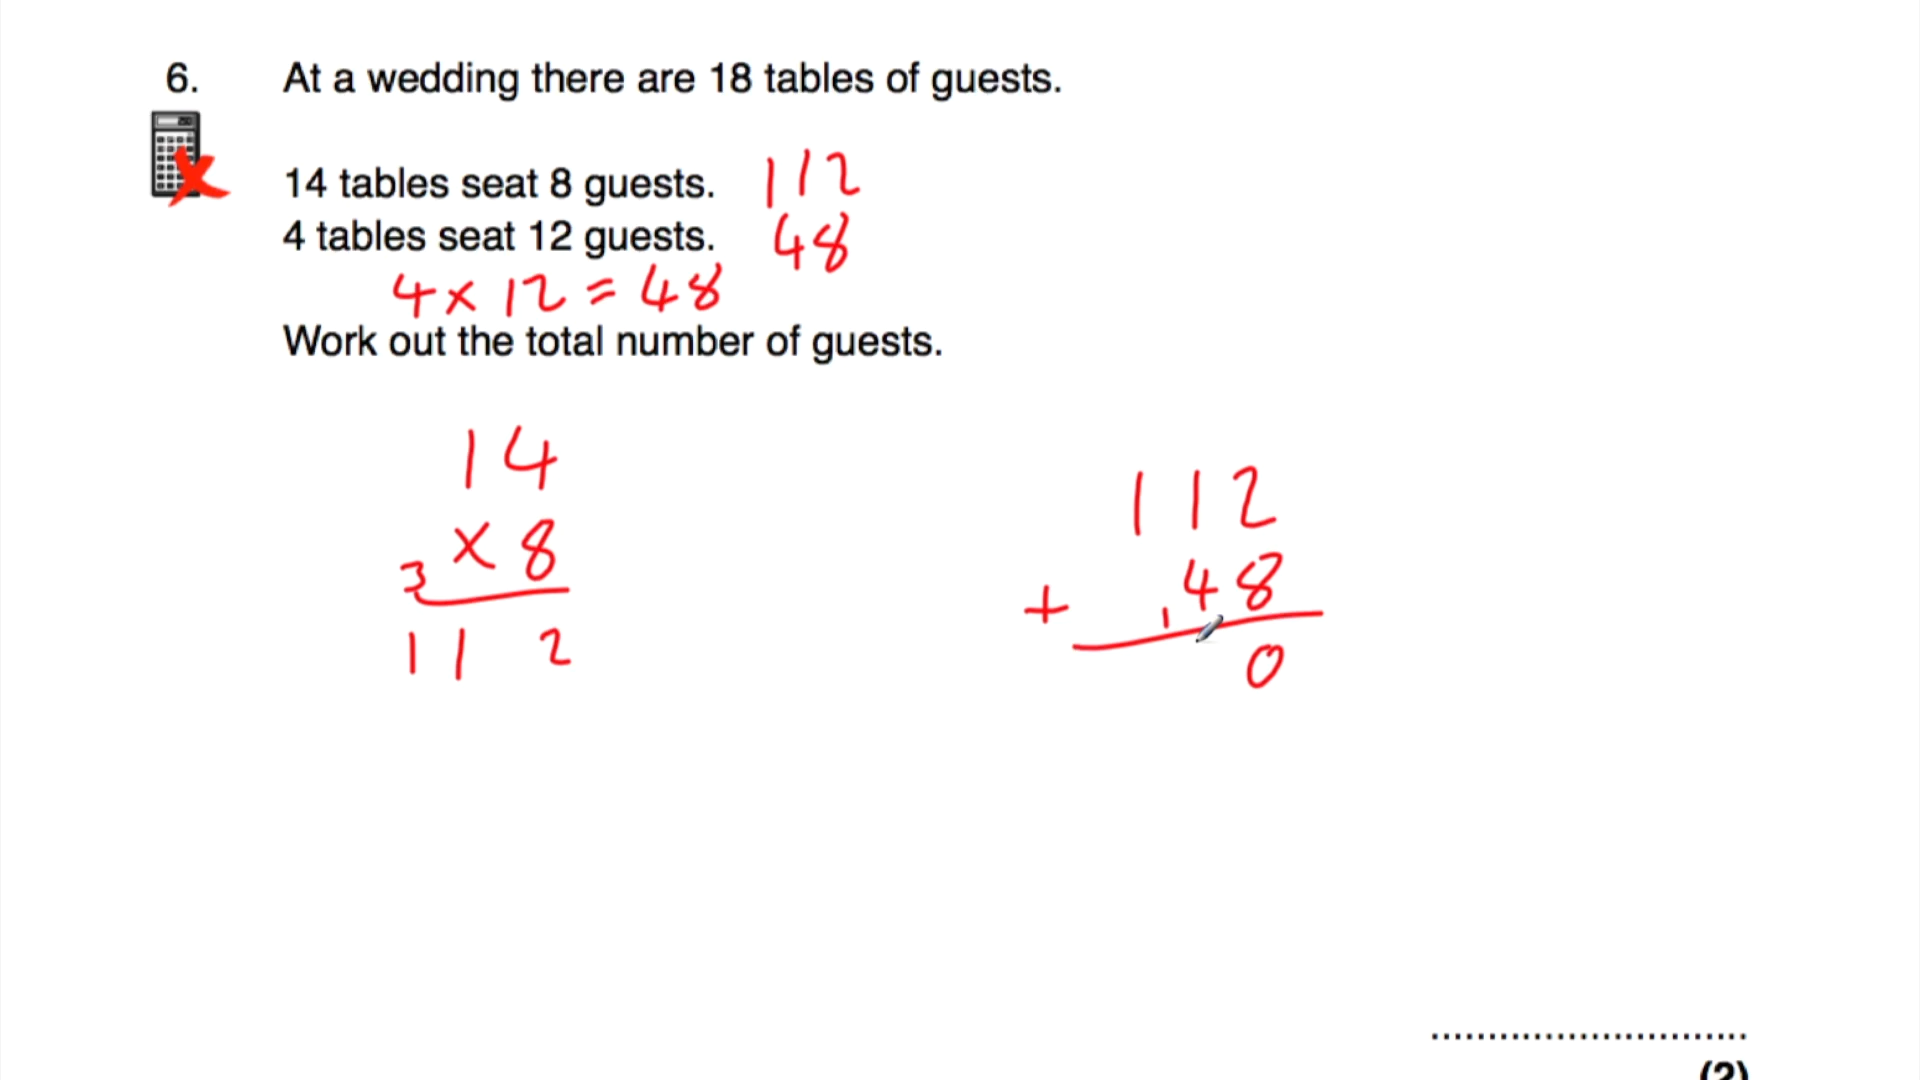 6. At a wedding there are 18 tables of guests.
14 tables seat 8 guests. 112
4 tables seat 12 guests. 48
4 × 12 = 48
Work out the total number of guests.
14
× 8
3
112
112
+ 48
1
0
(2)